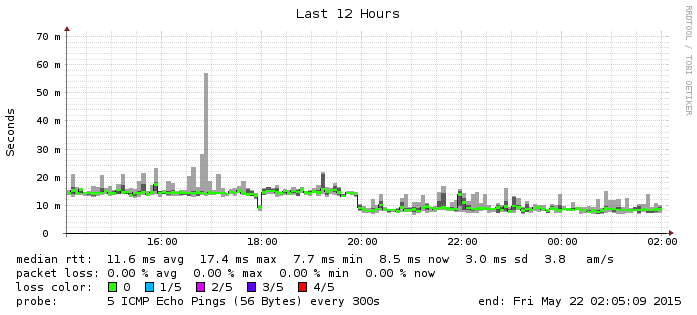 Last 12 Hours
RRDTOOL / TOBI OETIKER
Seconds
70 m
60 m
50 m
40 m
30 m
20 m
10 m
0
16:00 18:00 20:00 22:00 00:00 02:00
median rtt: 11.6 ms avg 17.4 ms max 7.7 ms min 8.5 ms now 3.0 ms sd 3.8 am/s
packet loss: 0.00 % avg 0.00 % max 0.00 % min 0.00 % now
loss color: 0 1/5 2/5 3/5 4/5
probe: 5 ICMP Echo Pings (56 Bytes) every 300s end: Fri May 22 02:05:09 2015